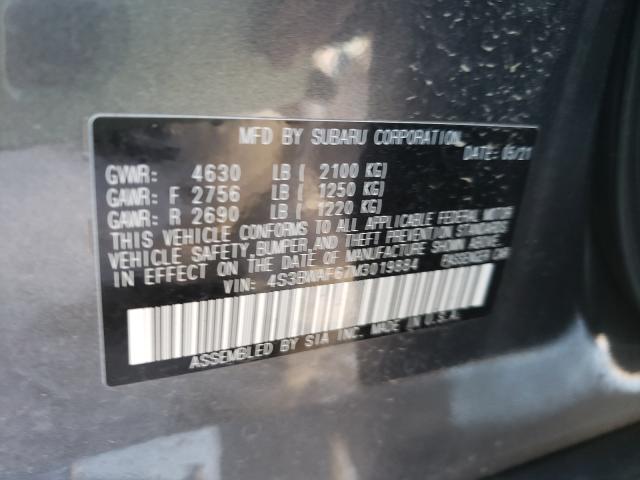 MFD BY SUBARU CORPORATION
DATE: 05/21
GVWR: 4630 LB ( 2100 KG)
GAWR: F 2756 LB ( 1250 KG)
GAWR: R 2690 LB ( 1220 KG)
THIS VEHICLE CONFORMS TO ALL APPLICABLE FEDERAL MOTOR
VEHICLE SAFETY, BUMPER, AND THEFT PREVENTION STANDARDS
IN EFFECT ON THE DATE OF MANUFACTURE SHOWN ABOVE.
VIN: 4S3BWAF67M3019994
ASSEMBLED BY SIA INC. MADE IN U.S.A.